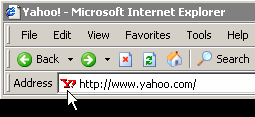 Yahoo! - Microsoft Internet Explorer
File Edit View Favorites Tools Help
Back Search
Address Y! http://www.yahoo.com/